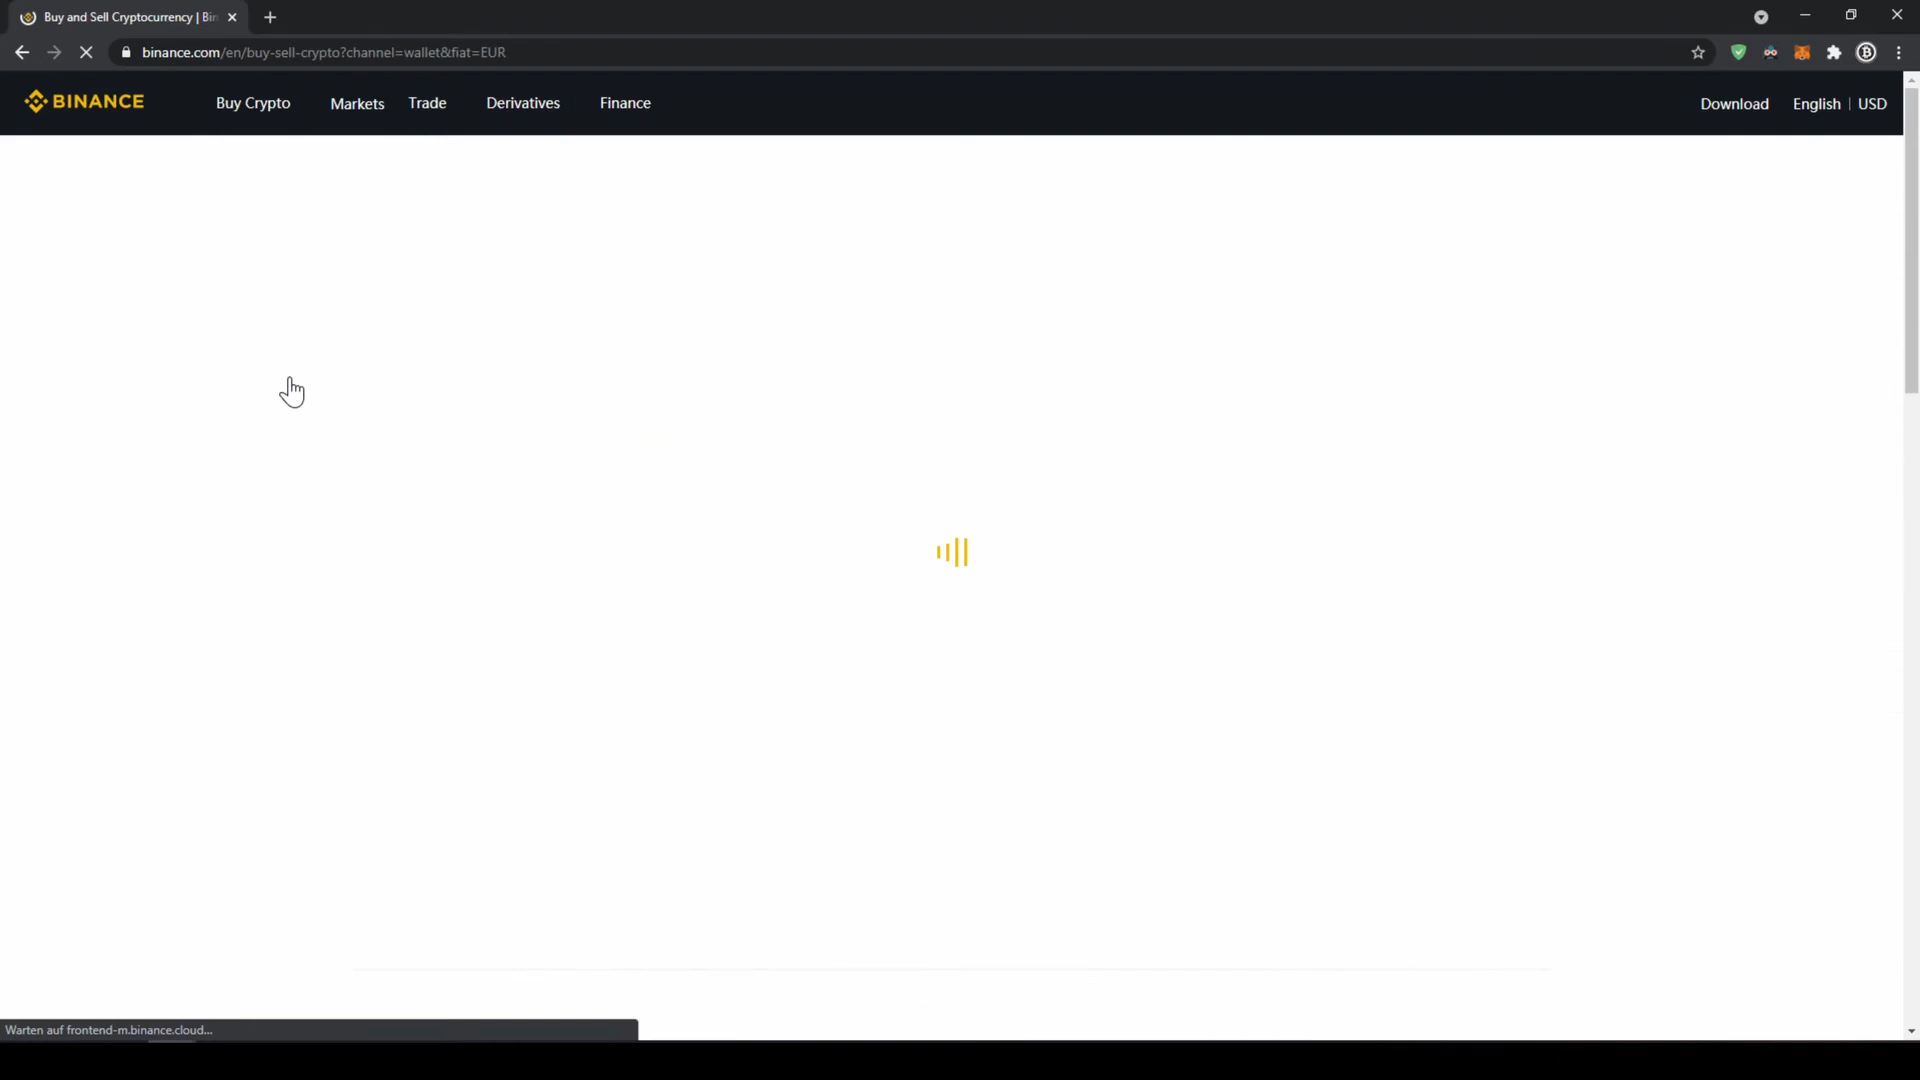 Buy and Sell Cryptocurrency | Bin
binance.com/en/buy-sell-crypto?channel=wallet&fiat=EUR
BINANCE
Buy Crypto
Markets
Trade
Derivatives
Finance
Download
English | USD
Warten auf frontend-m.binance.cloud...